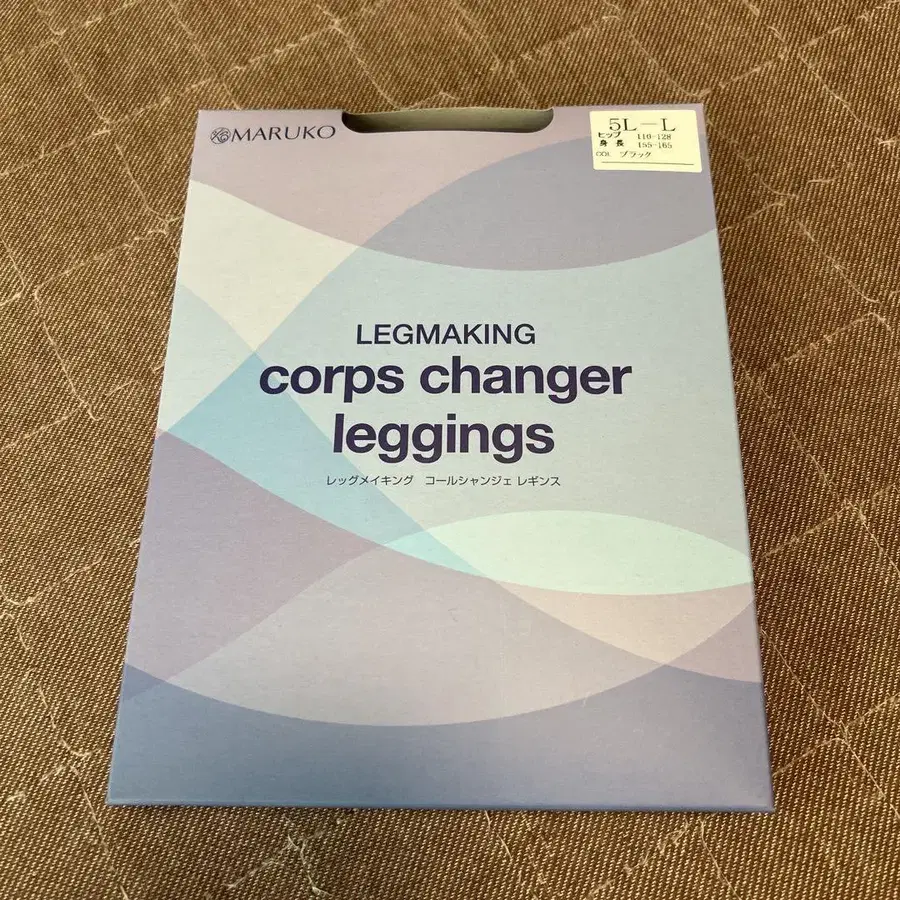 MARUKO
5L-L
ヒップ 110-128
身長 155-165
COL ブラック
LEGMAKING
corps changer
leggings
レッグメイキング コールシャンジェ レギンス